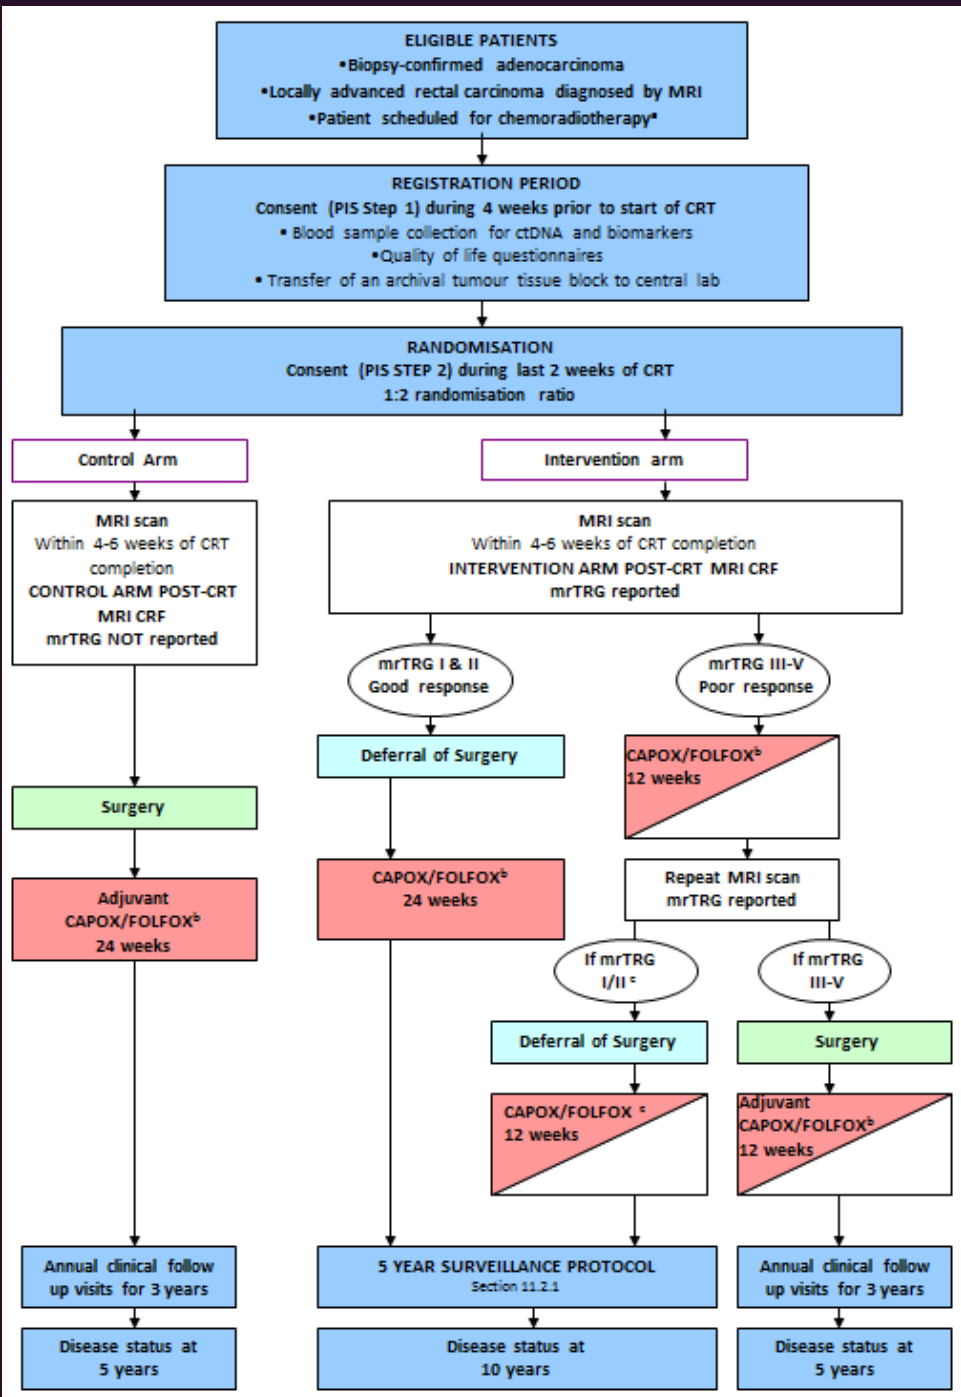 ELIGIBLE PATIENTS
•Biopsy-confirmed adenocarcinoma
•Locally advanced rectal carcinoma diagnosed by MRI
•Patient scheduled for chemoradiotherapyᵃ
REGISTRATION PERIOD
Consent (PIS Step 1) during 4 weeks prior to start of CRT
• Blood sample collection for ctDNA and biomarkers
•Quality of life questionnaires
• Transfer of an archival tumour tissue block to central lab
RANDOMISATION
Consent (PIS STEP 2) during last 2 weeks of CRT
1:2 randomisation ratio
Control Arm
MRI scan
Within 4-6 weeks of CRT
completion
CONTROL ARM POST-CRT
MRI CRF
mrTRG NOT reported
Surgery
Adjuvant
CAPOX/FOLFOXᵇ
24 weeks
Annual clinical follow
up visits for 3 years
Disease status at
5 years
Intervention arm
MRI scan
Within 4-6 weeks of CRT completion
INTERVENTION ARM POST-CRT MRI CRF
mrTRG reported
mrTRG I & II
Good response
Deferral of Surgery
CAPOX/FOLFOXᵇ
24 weeks
mrTRG III-V
Poor response
CAPOX/FOLFOXᵇ
12 weeks
Repeat MRI scan
mrTRG reported
If mrTRG
I/II ᶜ
Deferral of Surgery
CAPOX/FOLFOX ᶜ
12 weeks
5 YEAR SURVEILLANCE PROTOCOL
Section 11.2.1
Disease status at
10 years
If mrTRG
III-V
Surgery
Adjuvant
CAPOX/FOLFOXᵇ
12 weeks
Annual clinical follow
up visits for 3 years
Disease status at
5 years